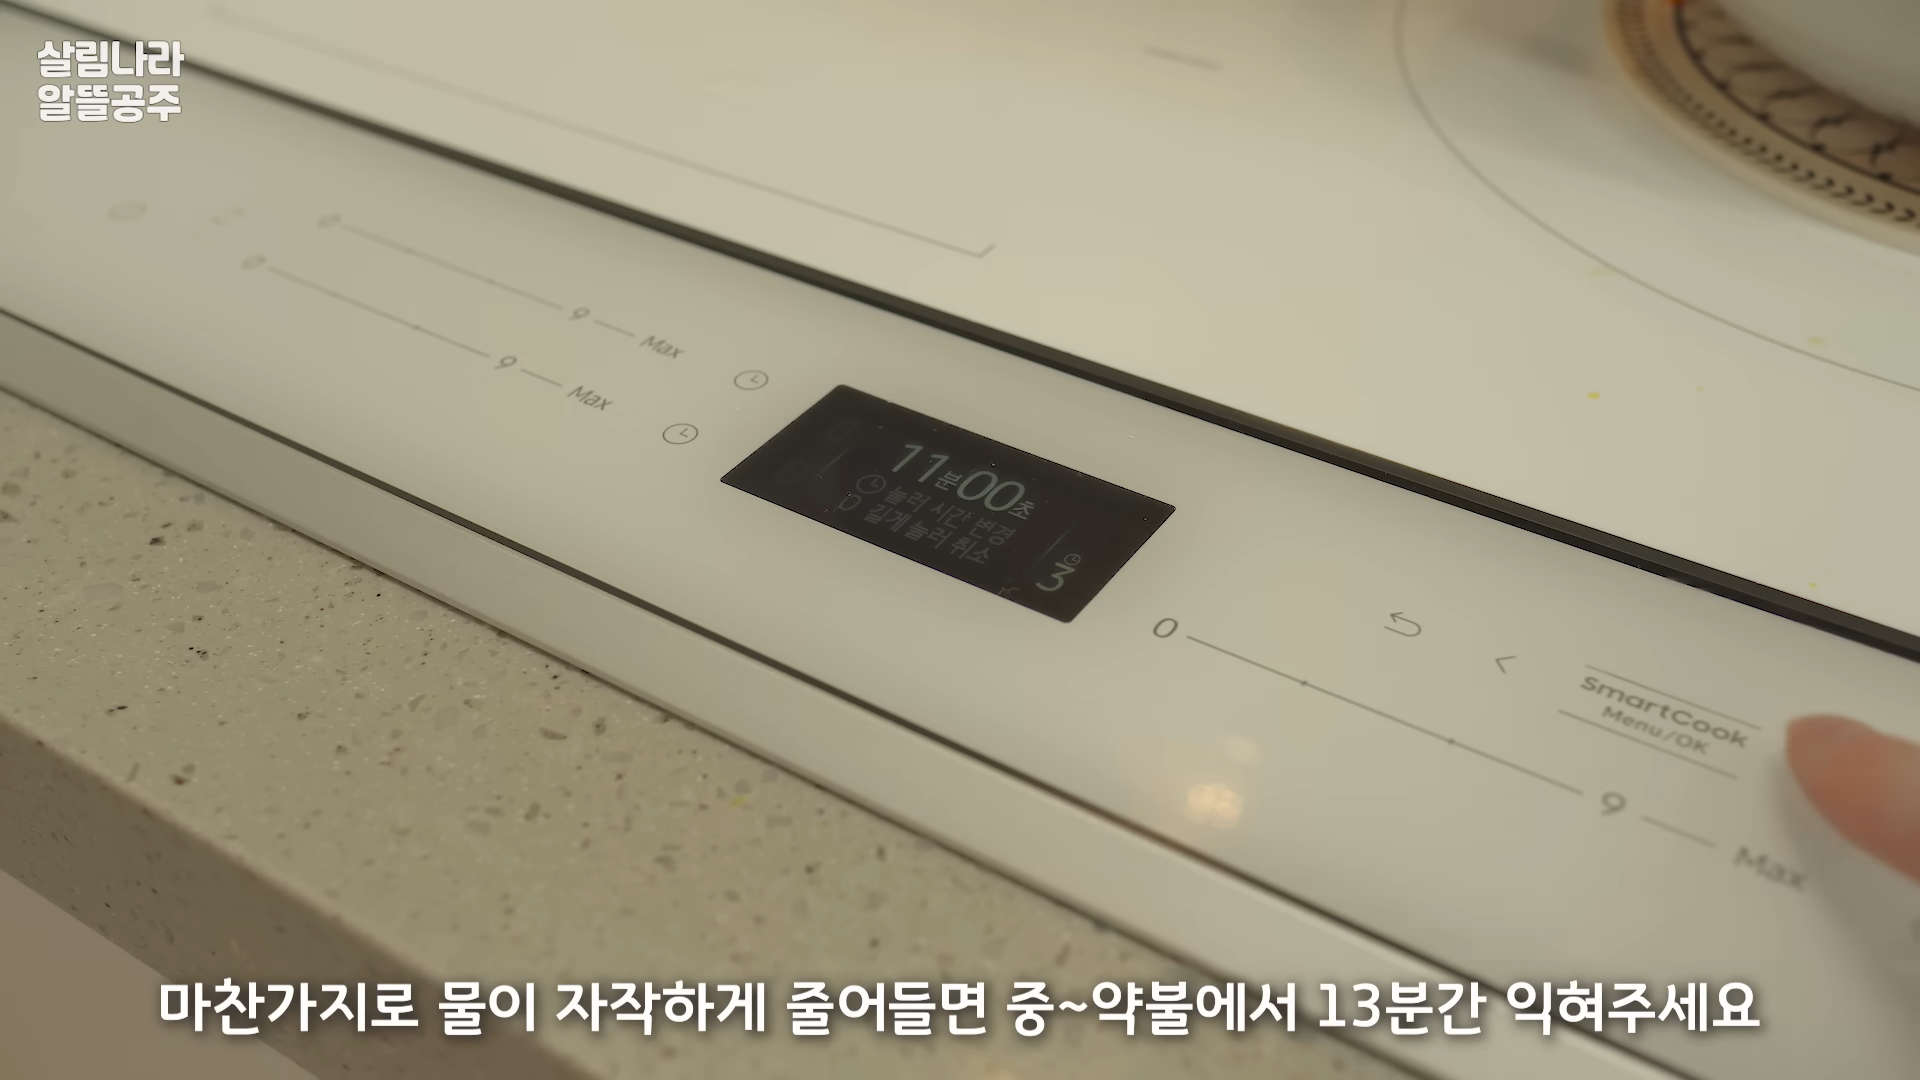 살림나라
알뜰공주
0 9 Max
0 9 Max
11분00초
눌러 시간 변경
길게 눌러 취소
3
0 9 Max
smartCook
Menu/OK
마찬가지로 물이 자작하게 줄어들면 중~약불에서 13분간 익혀주세요